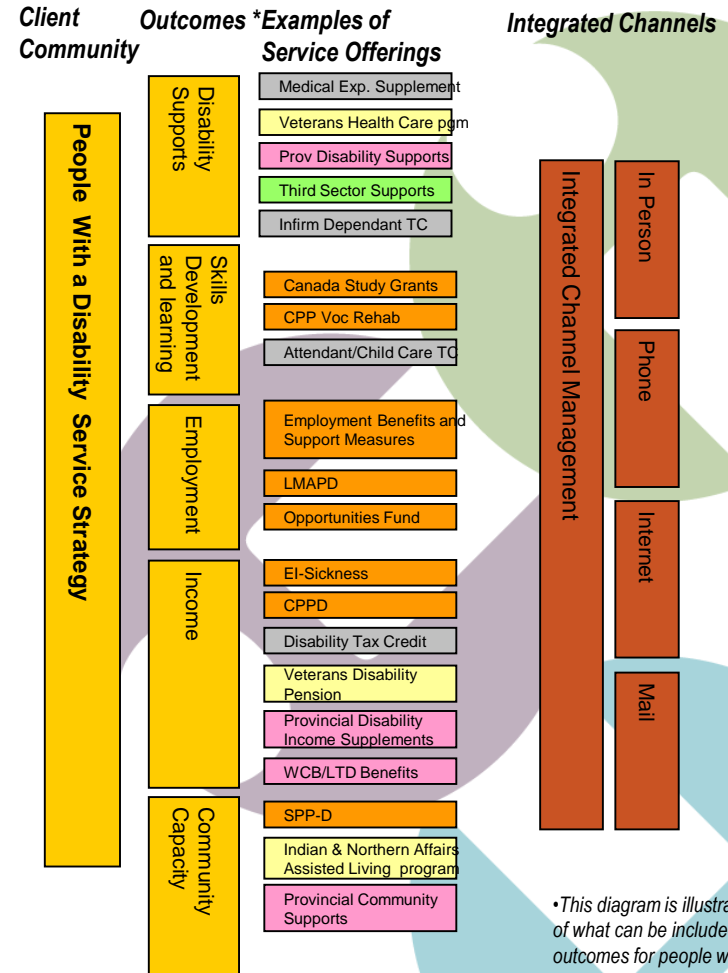 Client
Community
Outcomes
*Examples of
Service Offerings
Integrated Channels
People With a Disability Service Strategy
Disability
Supports
Medical Exp. Supplement
Veterans Health Care pgm
Prov Disability Supports
Third Sector Supports
Infirm Dependant TC
Skills
Development
and learning
Canada Study Grants
CPP Voc Rehab
Attendant/Child Care TC
Employment
Employment Benefits and
Support Measures
LMAPD
Opportunities Fund
Income
EI-Sickness
CPPD
Disability Tax Credit
Veterans Disability
Pension
Provincial Disability
Income Supplements
WCB/LTD Benefits
Community
Capacity
SPP-D
Indian & Northern Affairs
Assisted Living program
Provincial Community
Supports
Integrated Channel Management
In Person
Phone
Internet
Mail
•This diagram is
of what can be
outcomes for people